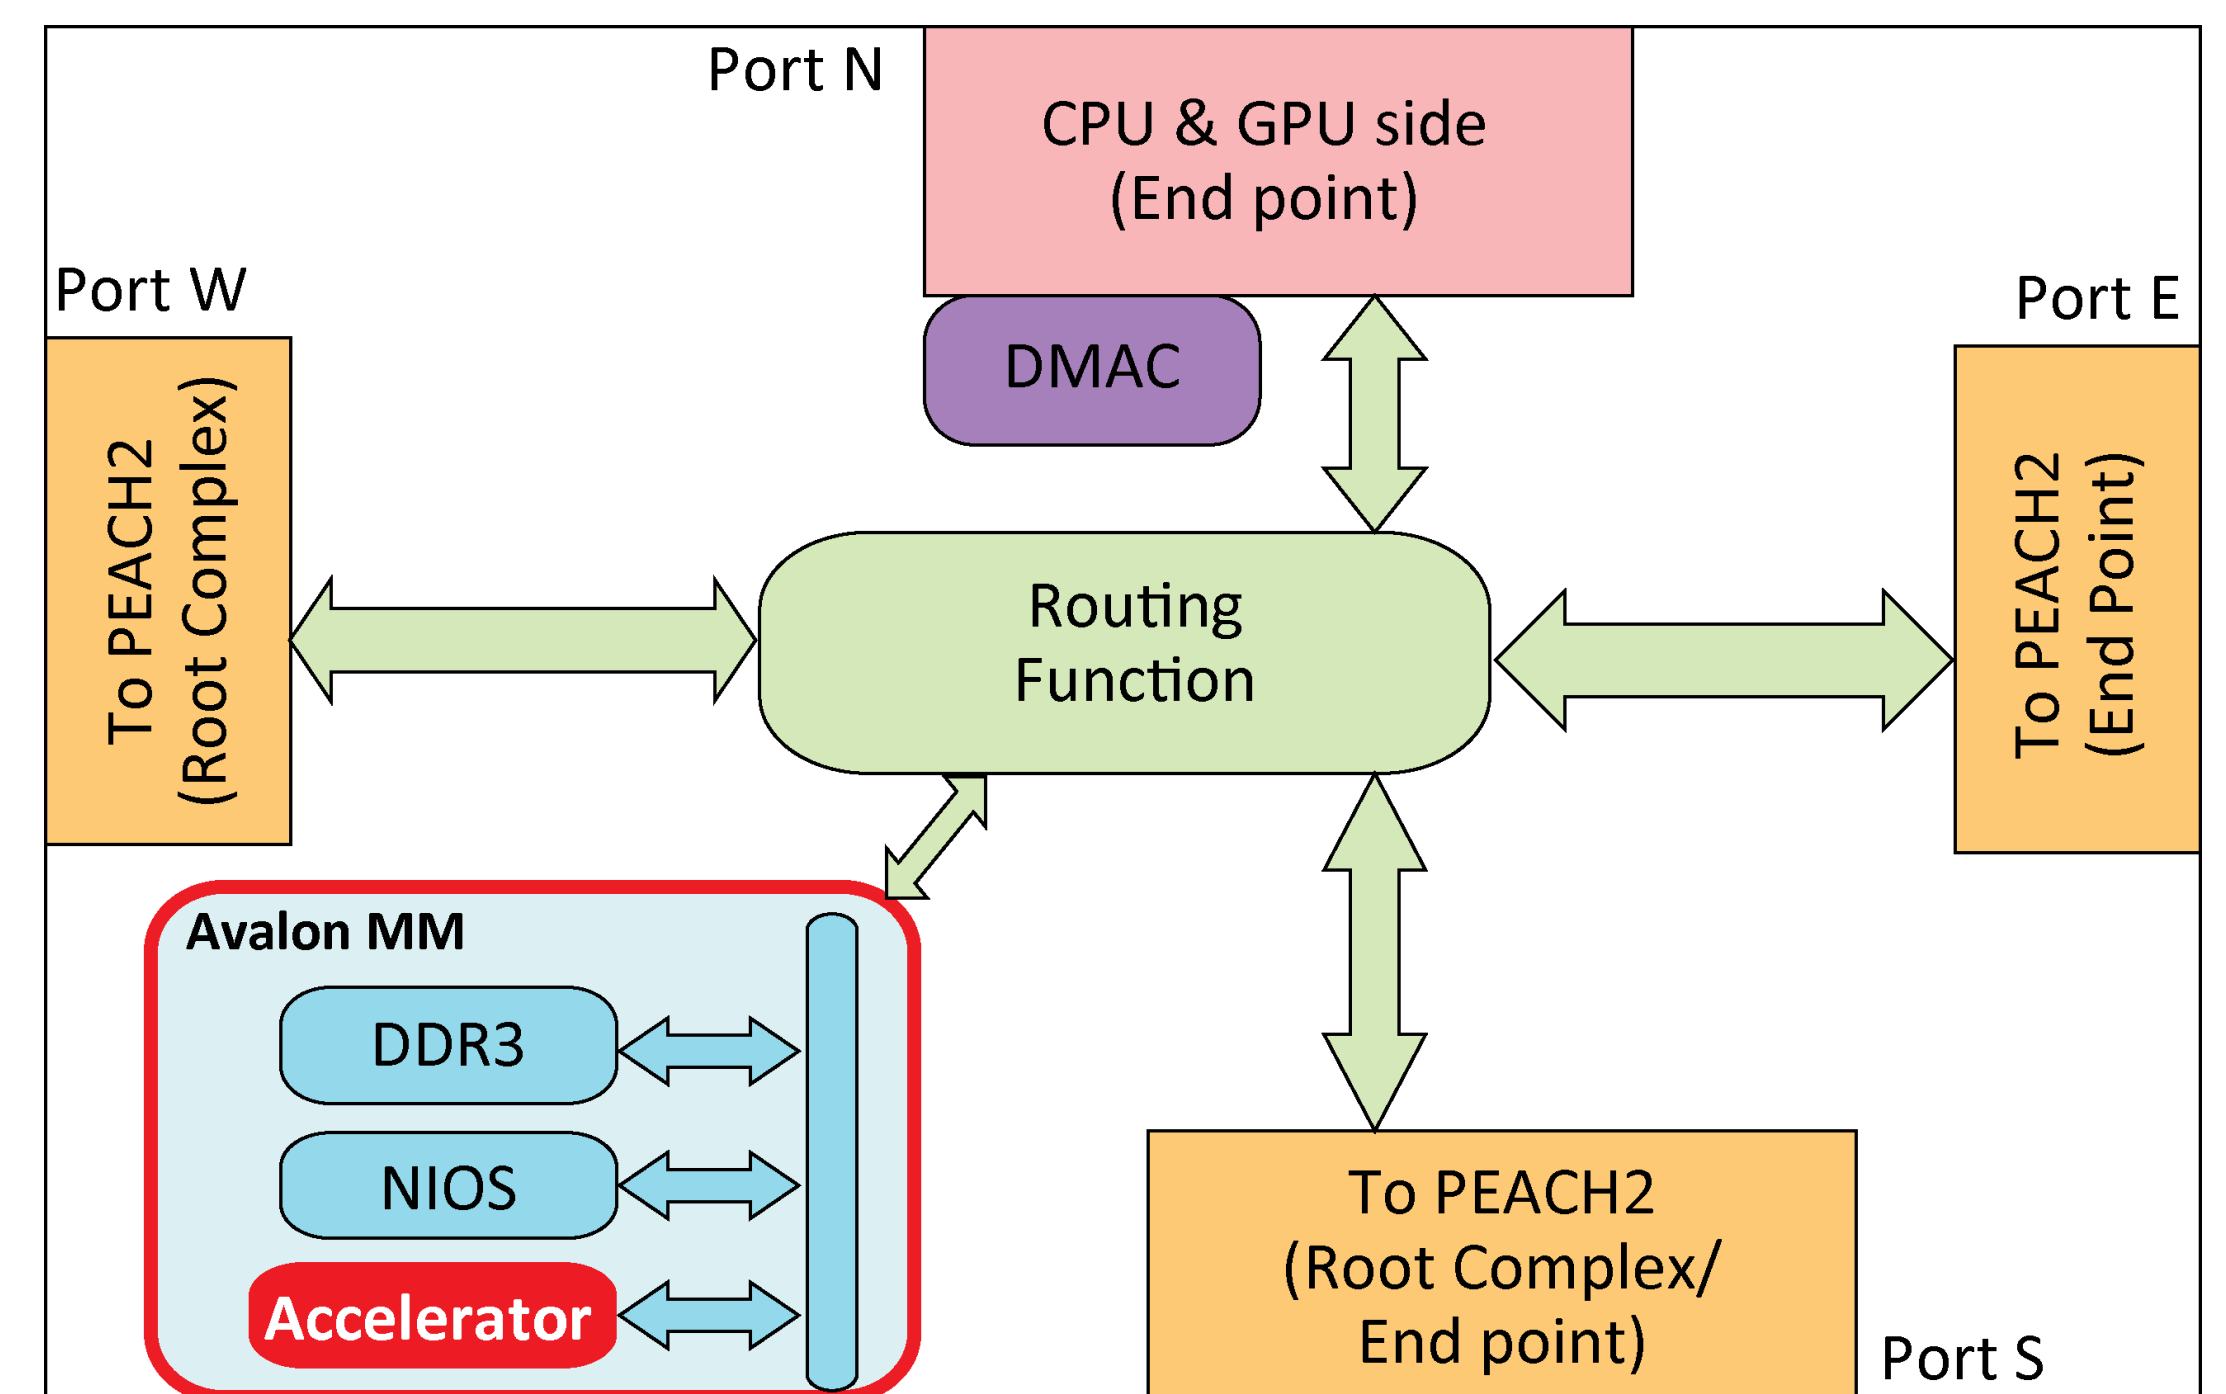 Port N
CPU & GPU side
(End point)
Port W
Port E
DMAC
To PEACH2
(Root Complex)
Routing
Function
To PEACH2
(End Point)
Avalon MM
DDR3
NIOS
Accelerator
To PEACH2
(Root Complex/
End point)
Port S